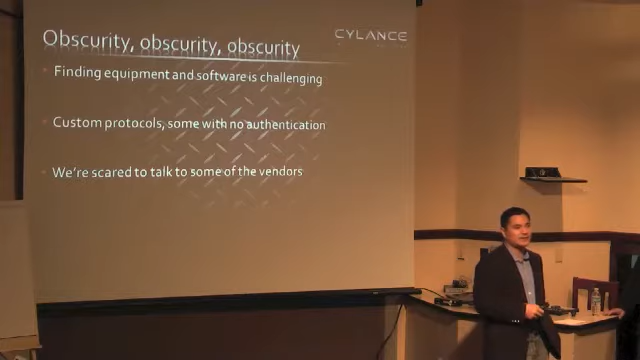 Obscurity, obscurity, obscurity
CYLANCE
Finding equipment and software is challenging
Custom protocols, some with no authentication
We're scared to talk to some of the vendors